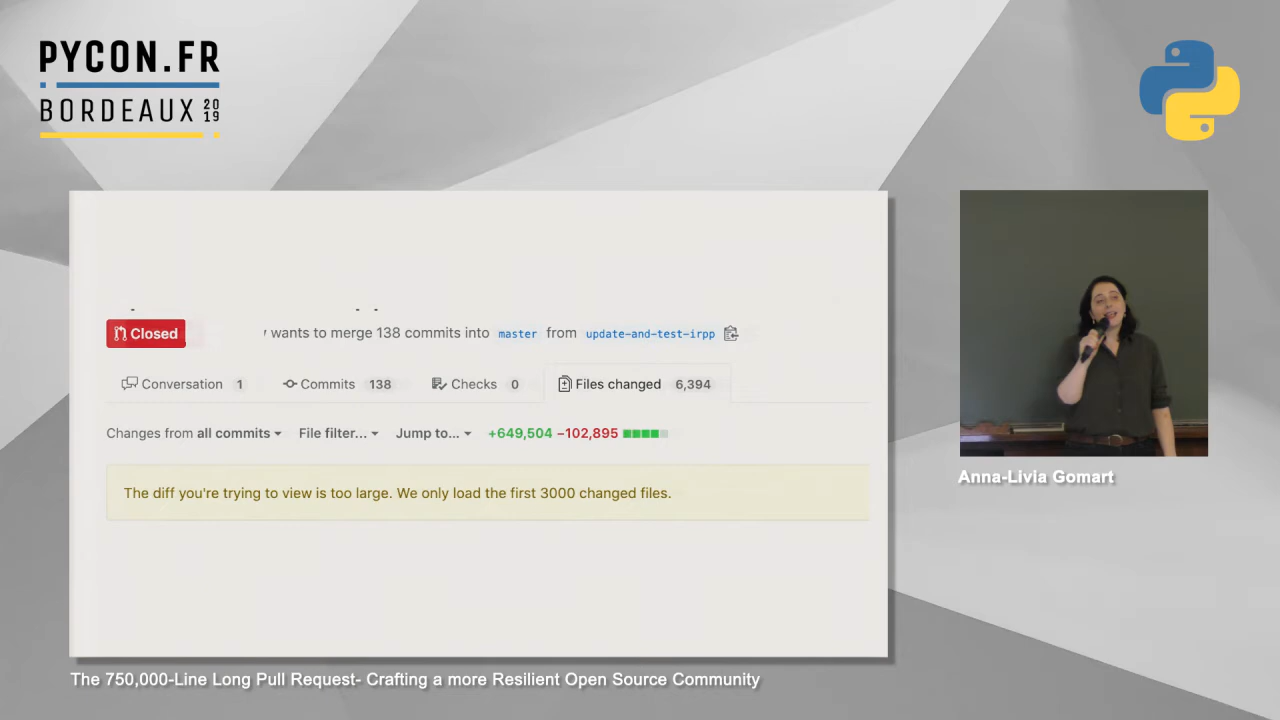 PYCON.FR
BORDEAUX 2019
Closed
wants to merge 138 commits into master from update-and-test-irpp
Conversation 1 Commits 138 Checks 0 Files changed 6,394
Changes from all commits File filter... Jump to... +649,504 −102,895
The diff you're trying to view is too large. We only load the first 3000 changed files.
Anna-Livia Gomart
The 750,000-Line Long Pull Request- Crafting a more Resilient Open Source Community